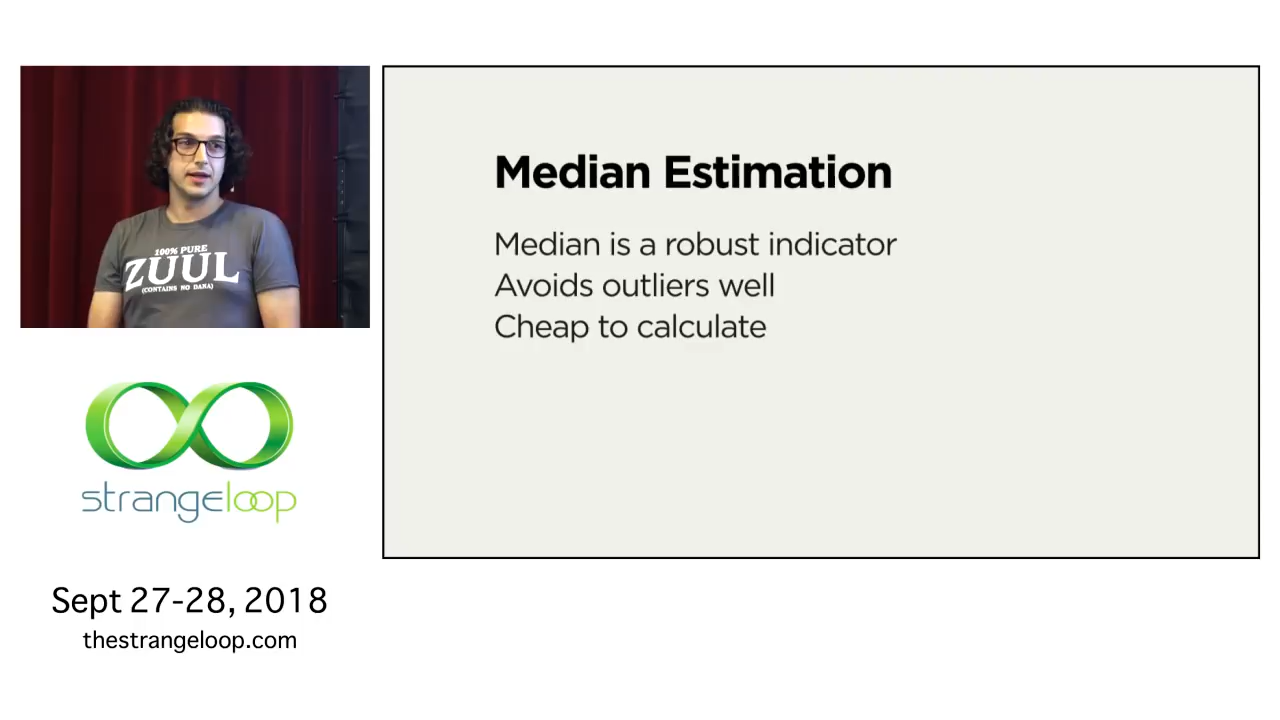 100% PURE
ZUUL
(CONTAINS NO DANA)
Median Estimation
Median is a robust indicator
Avoids outliers well
Cheap to calculate
strangeloop
Sept 27-28, 2018
thestrangeloop.com